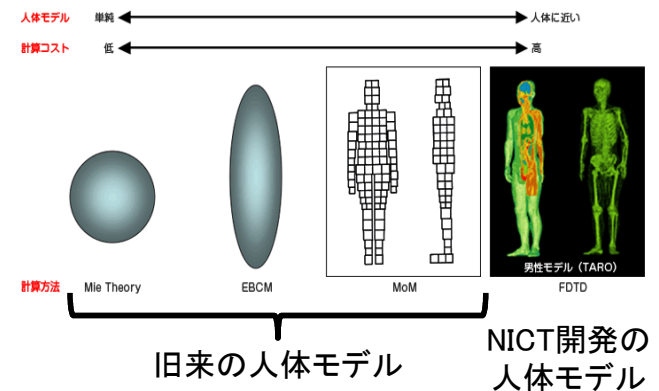 人体モデル 単純 人体に近い
計算コスト 低 高
男性モデル（TARO）
計算方法 Mie Theory EBCM MoM FDTD
旧来の人体モデル
NICT開発の
人体モデル